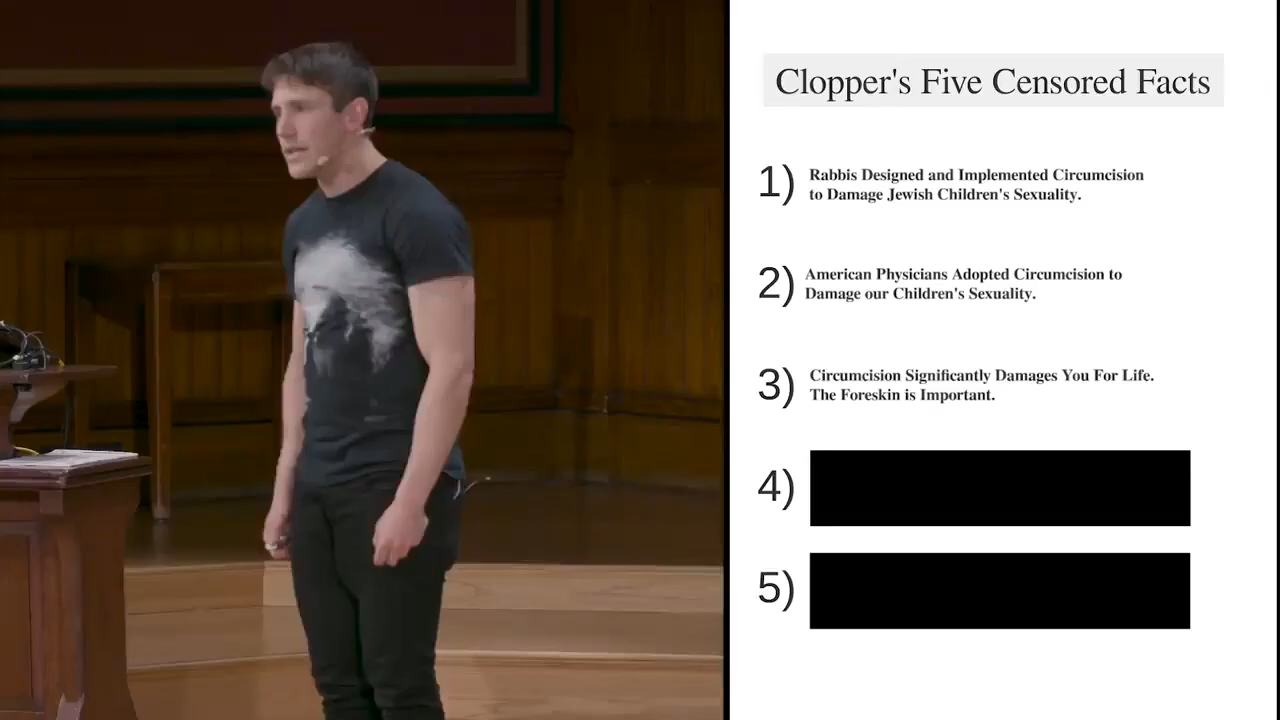 Clopper's Five Censored Facts
1) Rabbis Designed and Implemented Circumcision
to Damage Jewish Children's Sexuality.
2) American Physicians Adopted Circumcision to
Damage our Children's Sexuality.
3) Circumcision Significantly Damages You For Life.
The Foreskin is Important.
4)
5)